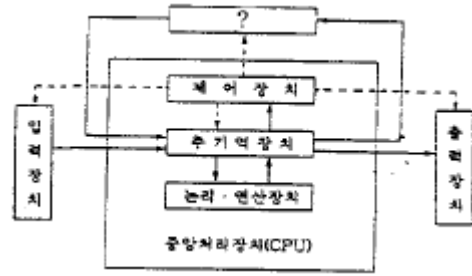 ?
제 어 장 치
입 력 장 치
주 기 억 장 치
출 력 장 치
논리 · 연산장치
중앙처리장치(CPU)